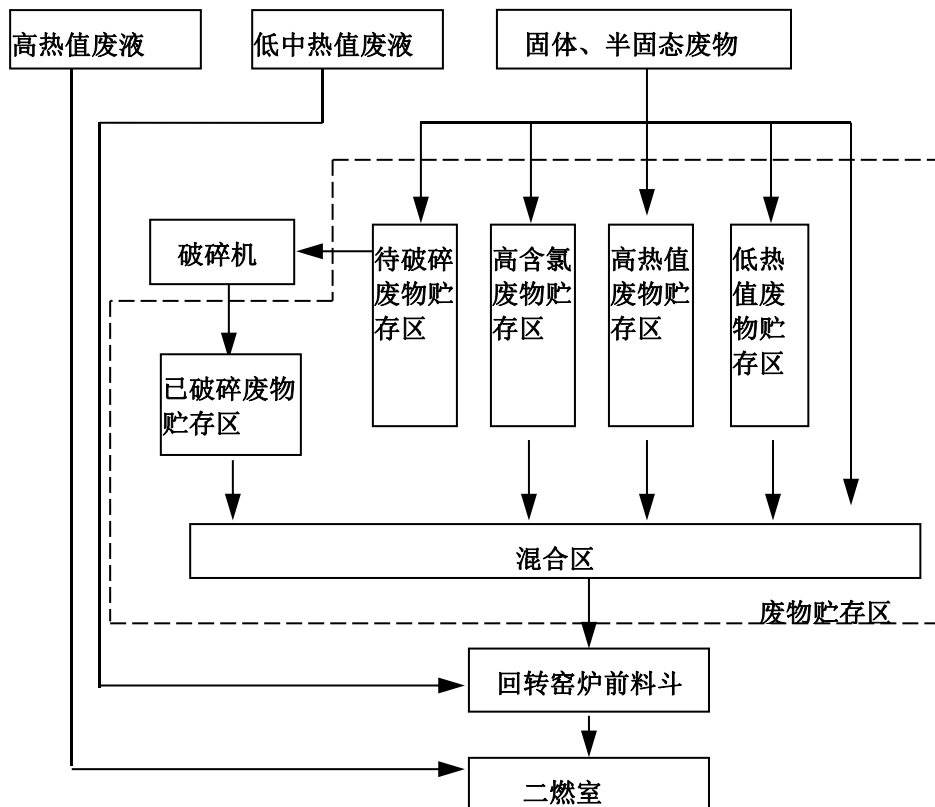 高热值废液
低中热值废液
固体、半固态废物
破碎机
待破碎
废物贮
存区
高含氯
废物贮
存区
高热值
废物贮
存区
低热
值废
物贮
存区
已破碎废物
贮存区
混合区
废物贮存区
回转窑炉前料斗
二燃室